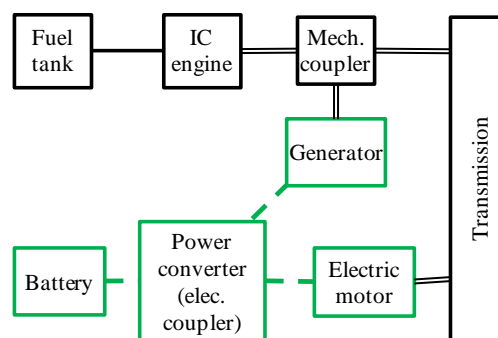 Fuel
tank
IC
engine
Mech.
coupler
Generator
Transmission
Battery
Power
converter
(elec.
coupler)
Electric
motor